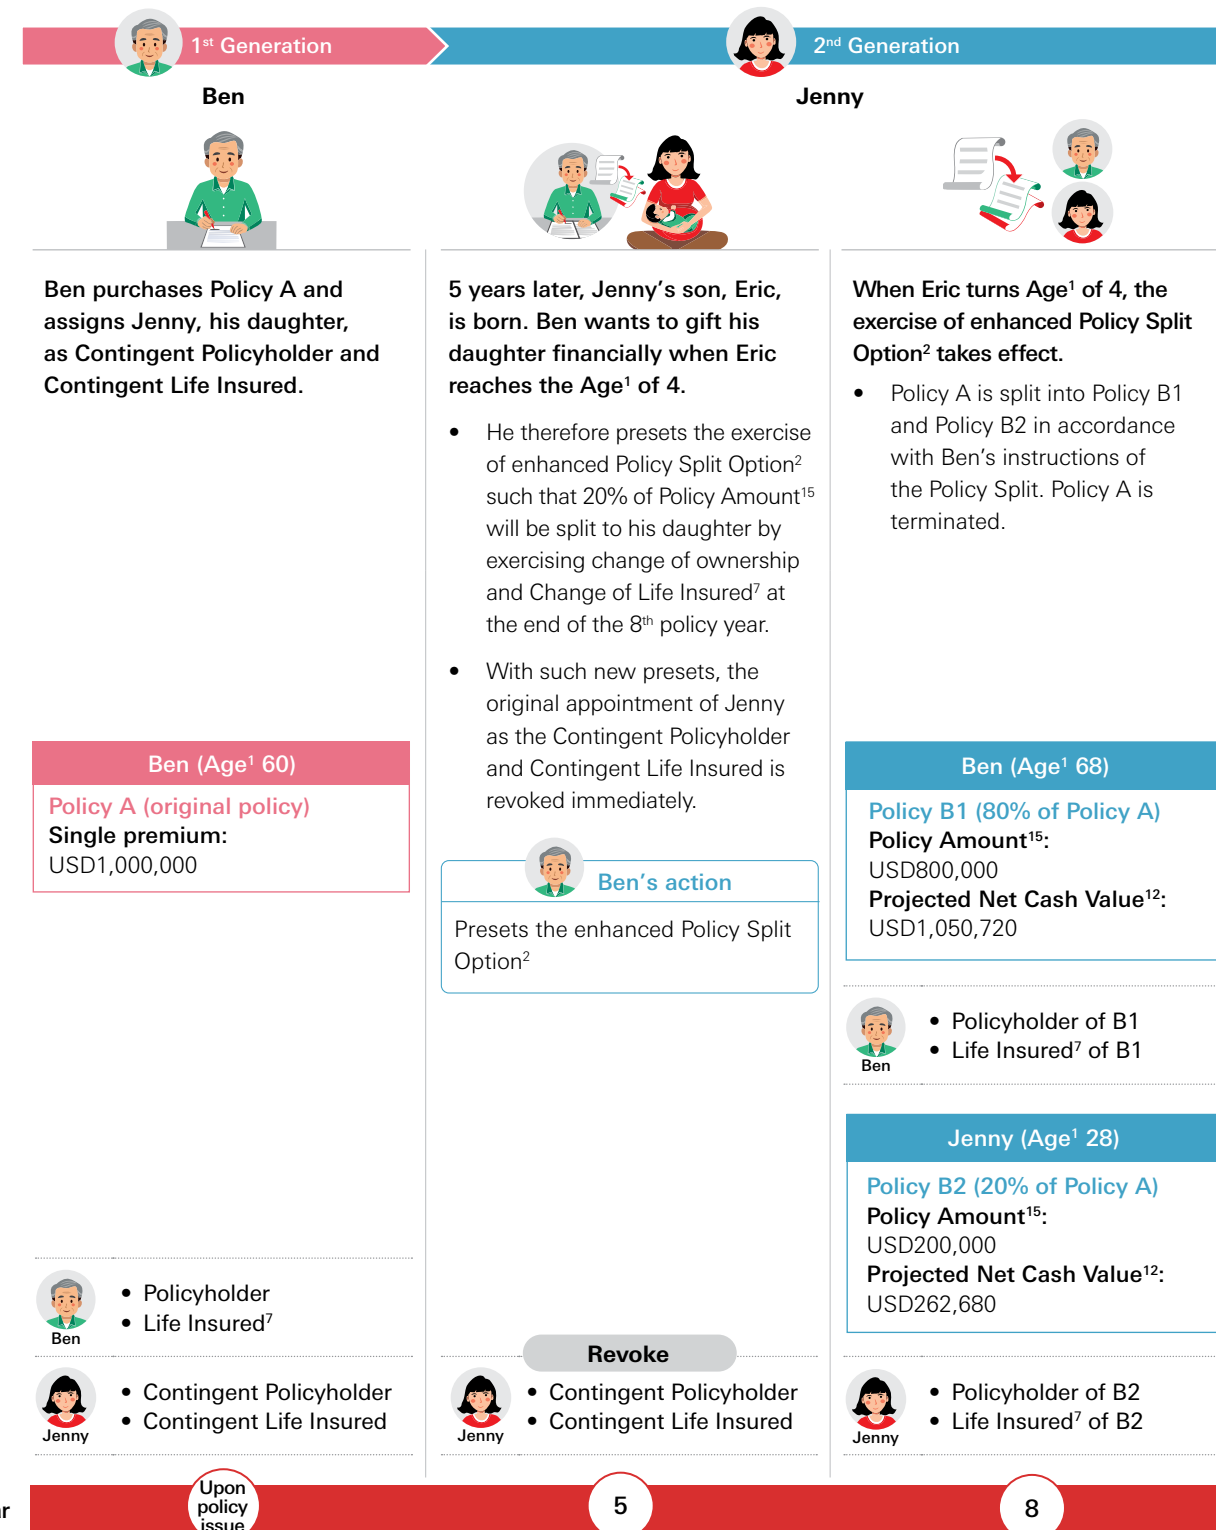 1st Generation
2nd Generation
Ben
Jenny
Ben purchases Policy A and
assigns Jenny, his daughter,
as Contingent Policyholder and
Contingent Life Insured.
Ben (Age1 60)
Policy A (original policy)
Single premium:
USD1,000,000
Ben
• Policyholder
• Life Insured7
Jenny
• Contingent Policyholder
• Contingent Life Insured
5 years later, Jenny's son, Eric,
is born. Ben wants to gift his
daughter financially when Eric
reaches the Age1 of 4.
• He therefore presets the exercise
of enhanced Policy Split Option2
such that 20% of Policy Amount15
will be split to his daughter by
exercising change of ownership
and Change of Life Insured7 at
the end of the 8th policy year.
• With such new presets, the
original appointment of Jenny
as the Contingent Policyholder
and Contingent Life Insured is
revoked immediately.
Ben's action
Presets the enhanced Policy Split
Option2
Revoke
Jenny
• Contingent Policyholder
• Contingent Life Insured
When Eric turns Age1 of 4, the
exercise of enhanced Policy Split
Option2 takes effect.
• Policy A is split into Policy B1
and Policy B2 in accordance
with Ben's instructions of
the Policy Split. Policy A is
terminated.
Ben (Age1 68)
Policy B1 (80% of Policy A)
Policy Amount15:
USD800,000
Projected Net Cash Value12:
USD1,050,720
Ben
• Policyholder of B1
• Life Insured7 of B1
Jenny (Age1 28)
Policy B2 (20% of Policy A)
Policy Amount15:
USD200,000
Projected Net Cash Value12:
USD262,680
Jenny
• Policyholder of B2
• Life Insured7 of B2
Upon
policy
issue
5
8